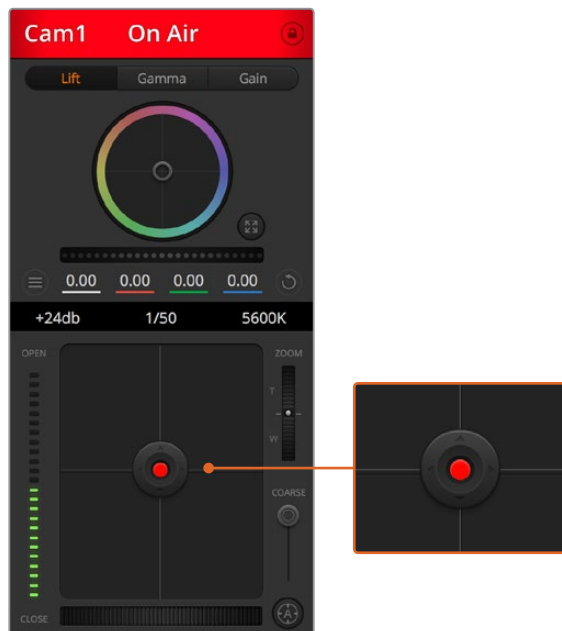 Cam1 On Air
Lift Gamma Gain
0.00 0.00 0.00 0.00
+24db 1/50 5600K
OPEN ZOOM
T
W
COARSE
CLOSE A